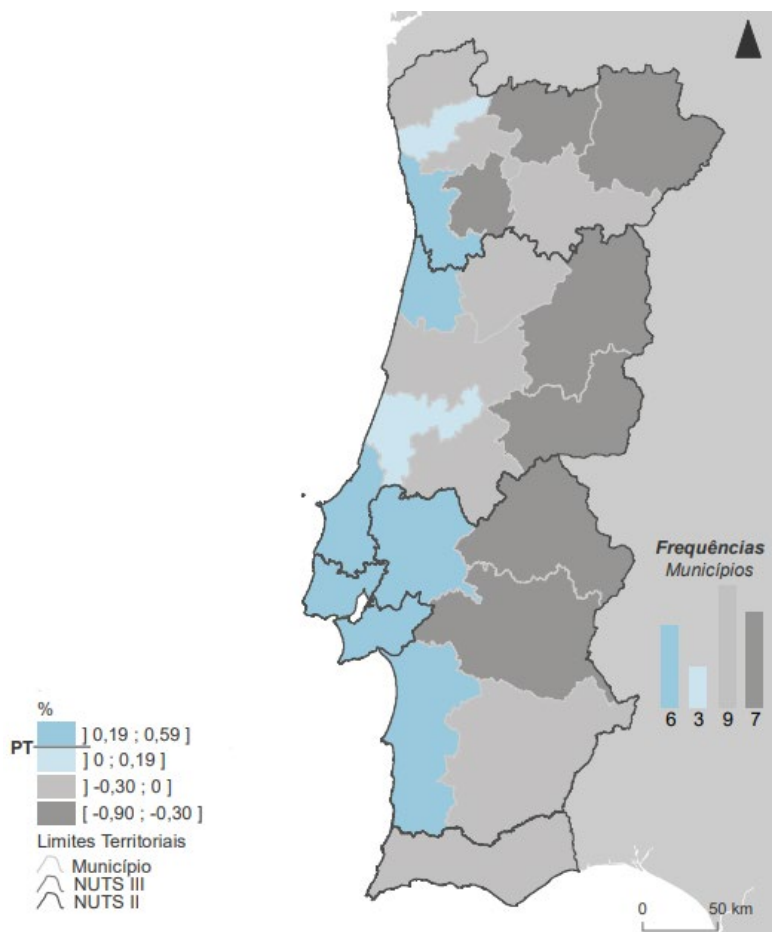 Frequências
Municípios
6 3 9 7
%
] 0,19 ; 0,59 ]
PT
] 0 ; 0,19 ]
] -0,30 ; 0 ]
[ -0,90 ; -0,30 ]
Limites Territoriais
Município
NUTS III
NUTS II
0 50 km